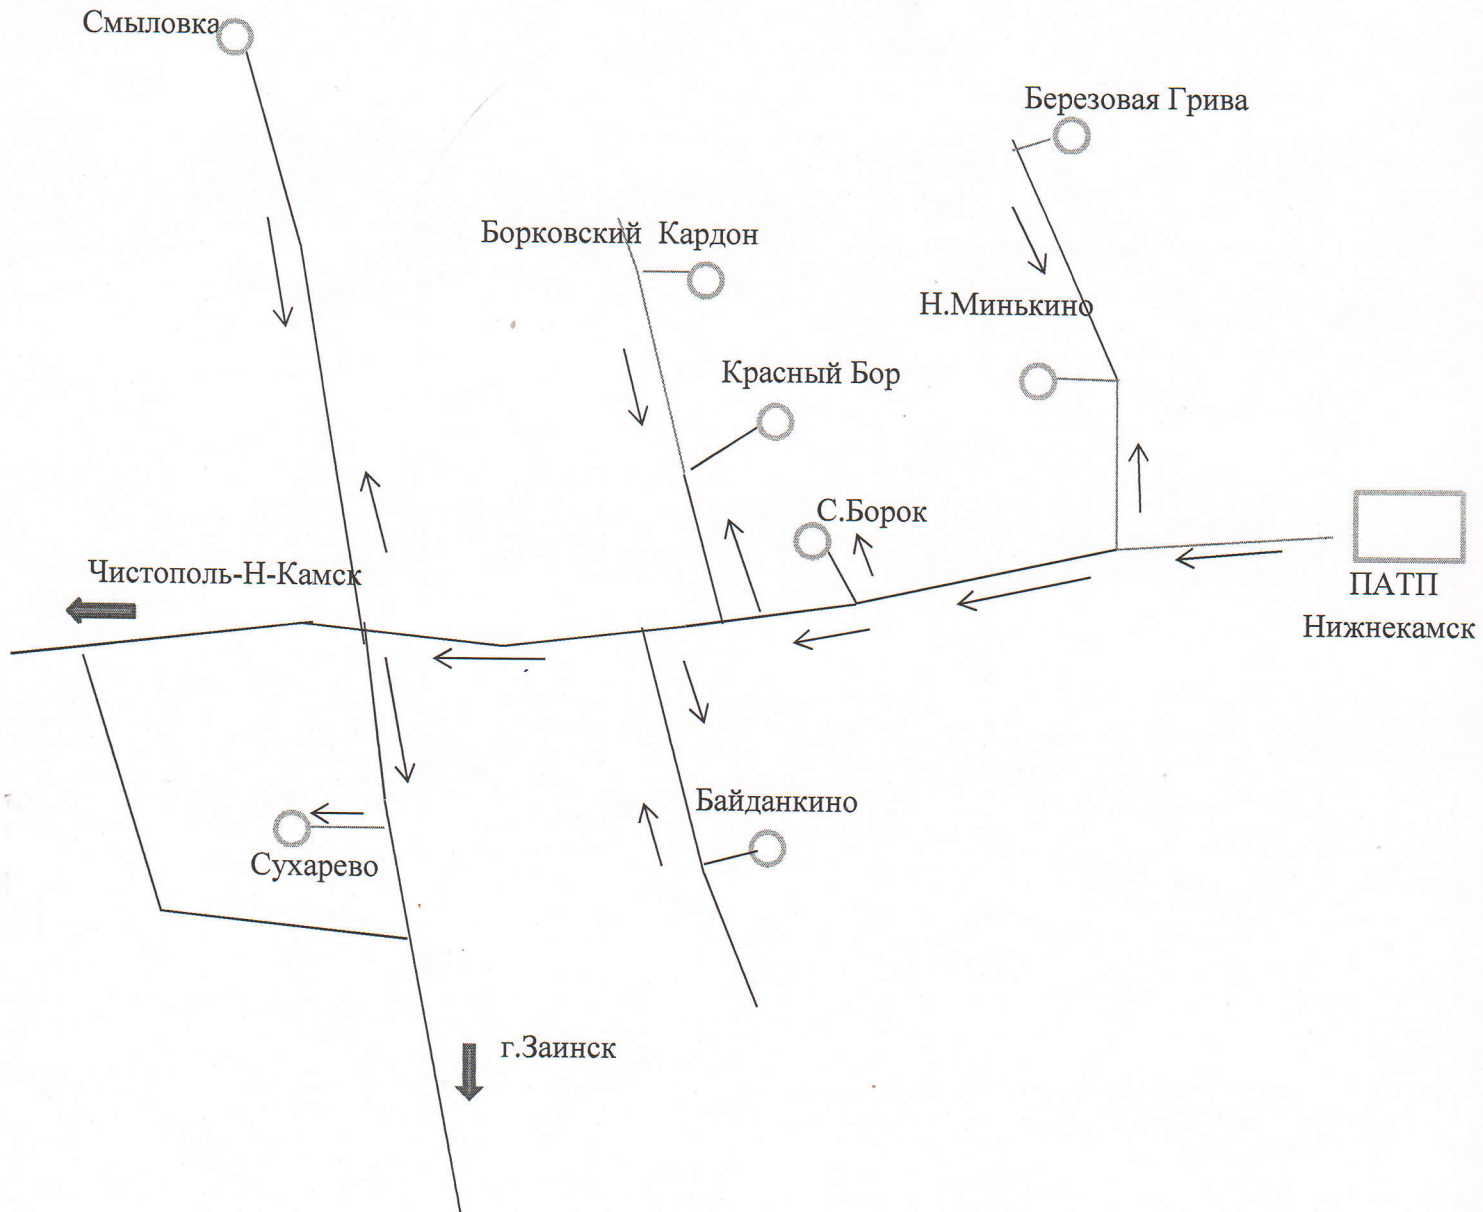 Смыловка
Березовая Грива
Борковский Кардон
Н.Минькино
Красный Бор
С.Борок
Чистополь-Н-Камск
ПАТП
Нижнекамск
Байданкино
Сухарево
г.Заинск